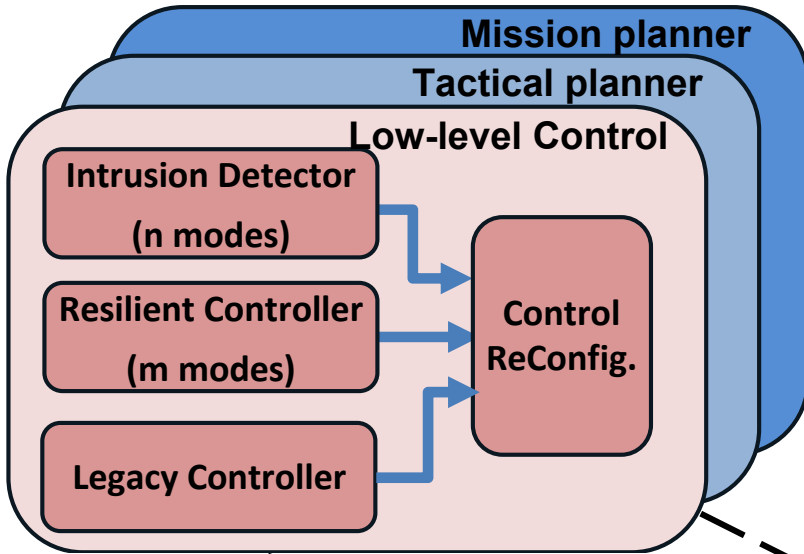 Mission planner
Tactical planner
Low-level Control
Intrusion Detector
(n modes)
Resilient Controller
(m modes)
Legacy Controller
Control
ReConfig.